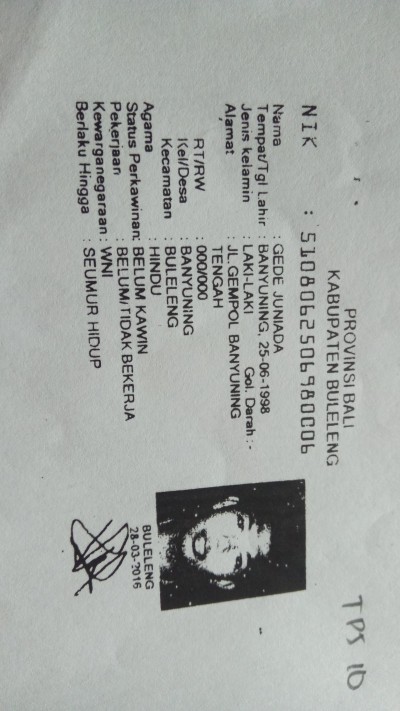 PROVINSI BALI
KABUPATEN BULELENG
NIK : 5108062506980006
Nama : GEDE JUNIADA
Tempat/Tgl Lahir : BANYUNING, 25-06-1998
Jenis kelamin : LAKI-LAKI Gol. Darah : -
Alamat : JL.GEMPOL BANYUNING
TENGAH
RT/RW : 000/000
Kel/Desa : BANYUNING
Kecamatan : BULELENG
Agama : HINDU
Status Perkawinan: BELUM KAWIN
Pekerjaan : BELUM/TIDAK BEKERJA
Kewarganegaraan : WNI
Berlaku Hingga : SEUMUR HIDUP
BULELENG
28-03-2016
TPS 10